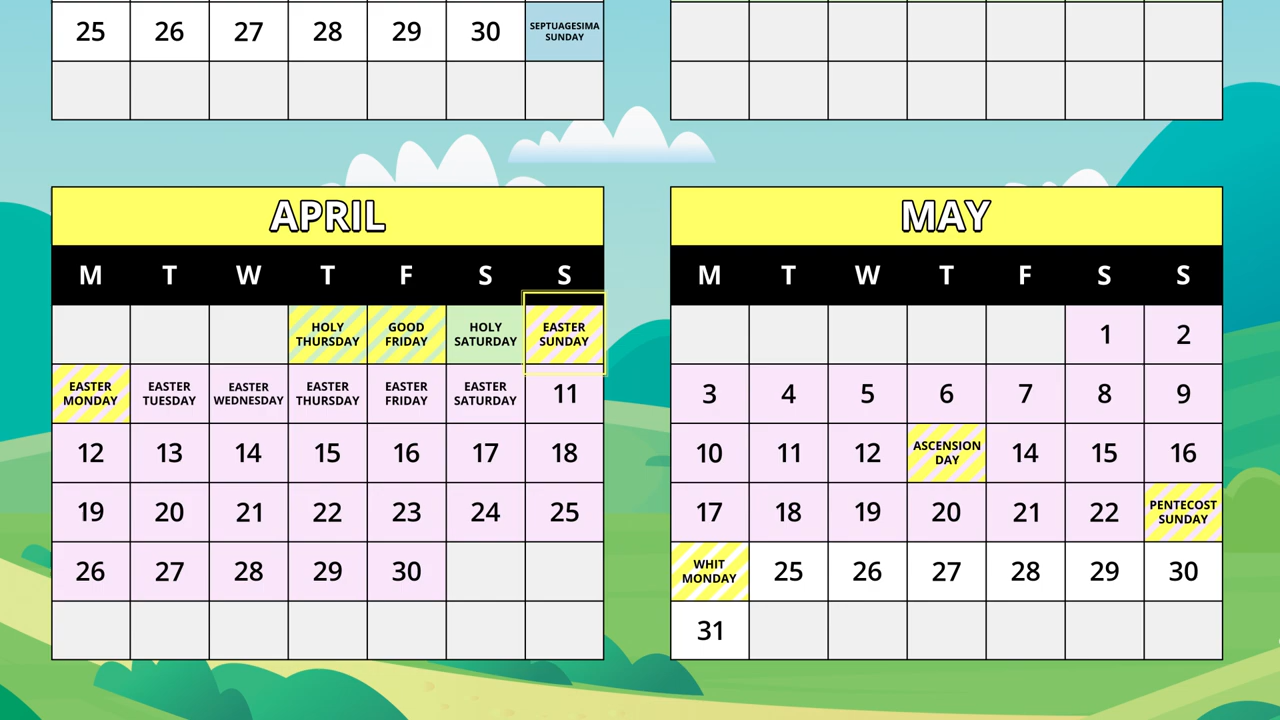 25 26 27 28 29 30 SEPTUAGESIMA SUNDAY
APRIL
M T W T F S S
HOLY THURSDAY GOOD FRIDAY HOLY SATURDAY EASTER SUNDAY
EASTER MONDAY EASTER TUESDAY EASTER WEDNESDAY EASTER THURSDAY EASTER FRIDAY EASTER SATURDAY 11
12 13 14 15 16 17 18
19 20 21 22 23 24 25
26 27 28 29 30
MAY
M T W T F S S
1 2
3 4 5 6 7 8 9
10 11 12 ASCENSION DAY 14 15 16
17 18 19 20 21 22 PENTECOST SUNDAY
WHIT MONDAY 25 26 27 28 29 30
31